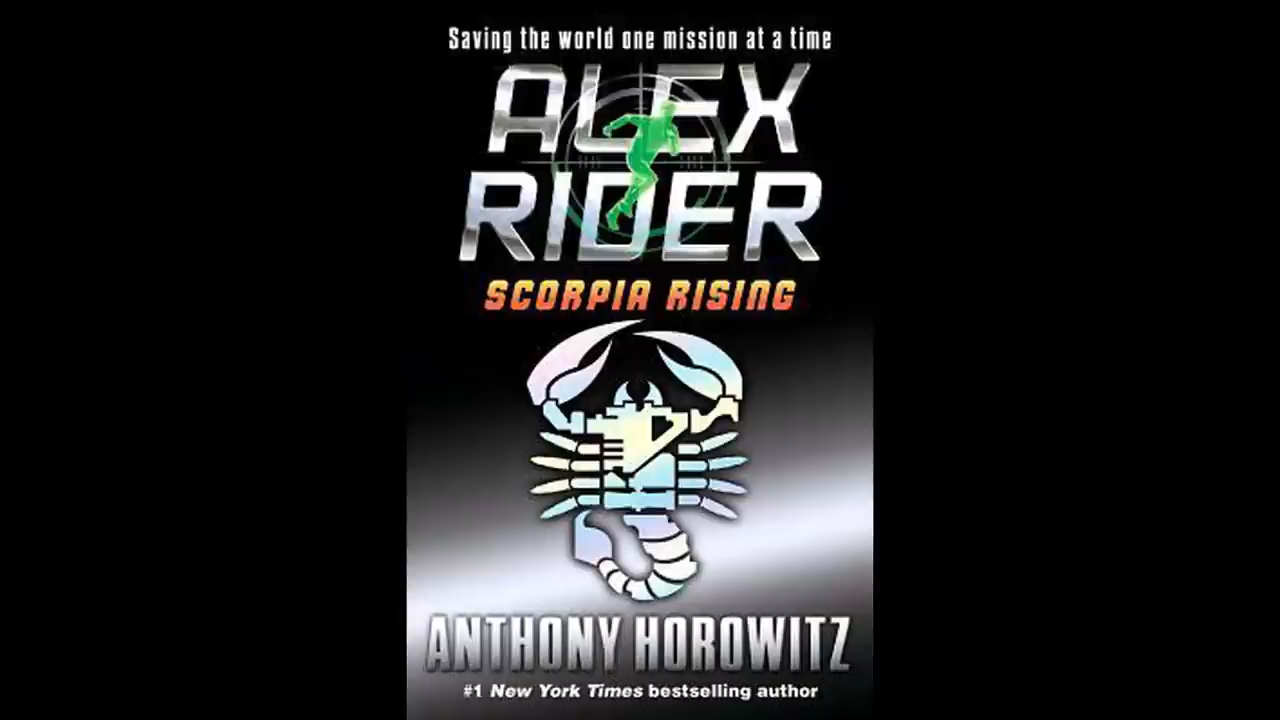 Saving the world one mission at a time
ALEX
RIDER
SCORPIA RISING
ANTHONY HOROWITZ
#1 New York Times bestselling author